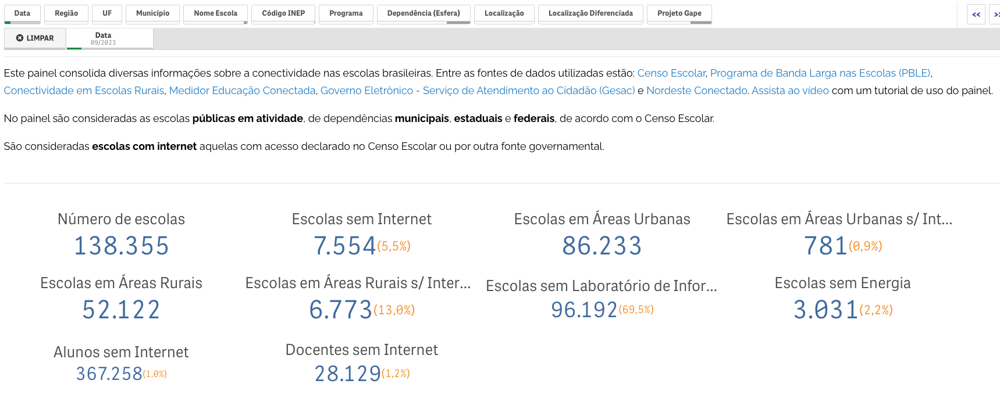 Data Região UF Município Nome Escola Código INEP Programa Dependência (Esfera) Localização Localização Diferenciada Projeto Gape << >>
LIMPAR Data
09/2023
Este painel consolida diversas informações sobre a conectividade nas escolas brasileiras. Entre as fontes de dados utilizadas estão: Censo Escolar, Programa de Banda Larga nas Escolas (PBLE),
Conectividade em Escolas Rurais, Medidor Educação Conectada, Governo Eletrônico - Serviço de Atendimento ao Cidadão (Gesac) e Nordeste Conectado. Assista ao vídeo com um tutorial de uso do painel.
No painel são consideradas as escolas públicas em atividade, de dependências municipais, estaduais e federais, de acordo com o Censo Escolar.
São consideradas escolas com internet aquelas com acesso declarado no Censo Escolar ou por outra fonte governamental.
Número de escolas Escolas sem Internet Escolas em Áreas Urbanas Escolas em Áreas Urbanas s/ Int...
138.355 7.554(5,5%) 86.233 781(0,9%)
Escolas em Áreas Rurais Escolas em Áreas Rurais s/ Inter... Escolas sem Laboratório de Infor... Escolas sem Energia
52.122 6.773(13,0%) 96.192(69,5%) 3.031(2,2%)
Alunos sem Internet Docentes sem Internet
367.258(1,0%) 28.129(1,2%)